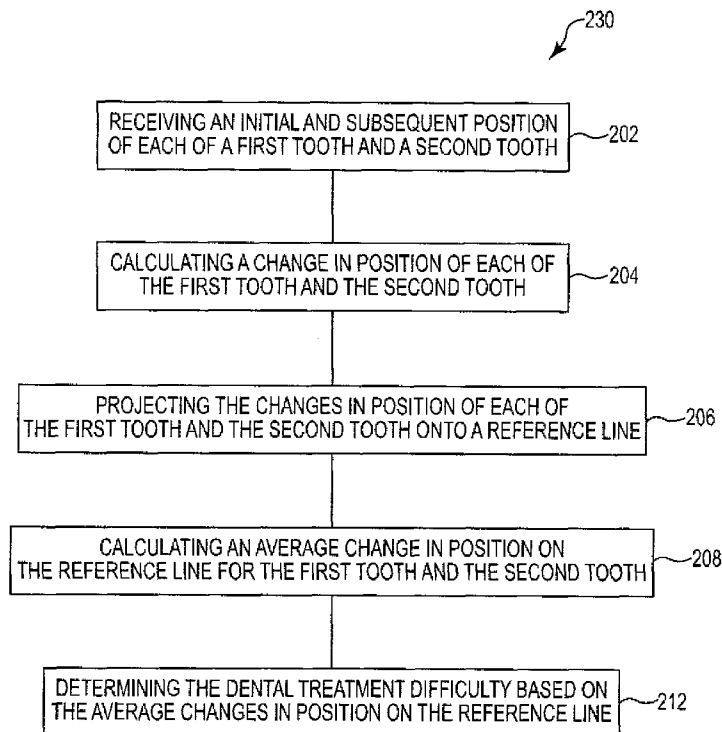 230
RECEIVING AN INITIAL AND SUBSEQUENT POSITION
OF EACH OF A FIRST TOOTH AND A SECOND TOOTH
202
CALCULATING A CHANGE IN POSITION OF EACH OF
THE FIRST TOOTH AND THE SECOND TOOTH
204
PROJECTING THE CHANGES IN POSITION OF EACH OF
THE FIRST TOOTH AND THE SECOND TOOTH ONTO A REFERENCE LINE
206
CALCULATING AN AVERAGE CHANGE IN POSITION ON
THE REFERENCE LINE FOR THE FIRST TOOTH AND THE SECOND TOOTH
208
DETERMINING THE DENTAL TREATMENT DIFFICULTY BASED ON
THE AVERAGE CHANGES IN POSITION ON THE REFERENCE LINE
212